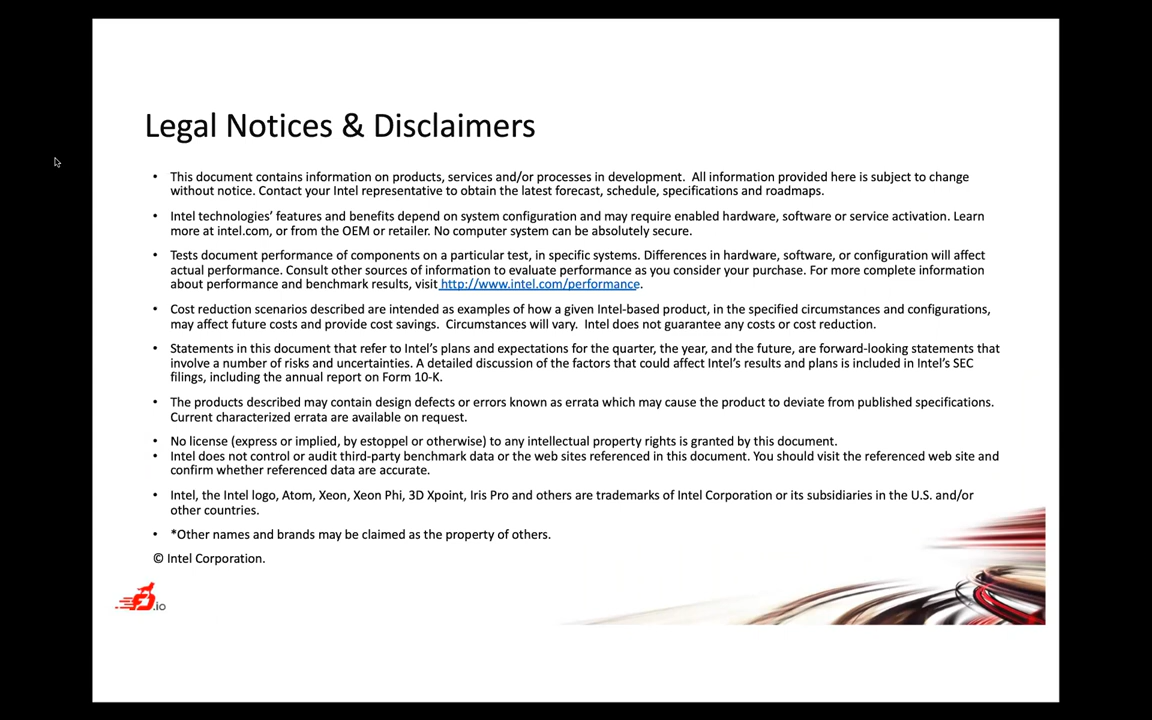 Legal Notices & Disclaimers
• This document contains information on products, services and/or processes in development.  All information provided here is subject to change
without notice. Contact your Intel representative to obtain the latest forecast, schedule, specifications and roadmaps.
• Intel technologies’ features and benefits depend on system configuration and may require enabled hardware, software or service activation. Learn
more at intel.com, or from the OEM or retailer. No computer system can be absolutely secure.
• Tests document performance of components on a particular test, in specific systems. Differences in hardware, software, or configuration will affect
actual performance. Consult other sources of information to evaluate performance as you consider your purchase. For more complete information
about performance and benchmark results, visit http://www.intel.com/performance.
• Cost reduction scenarios described are intended as examples of how a given Intel-based product, in the specified circumstances and configurations,
may affect future costs and provide cost savings.  Circumstances will vary.  Intel does not guarantee any costs or cost reduction.
• Statements in this document that refer to Intel’s plans and expectations for the quarter, the year, and the future, are forward-looking statements that
involve a number of risks and uncertainties. A detailed discussion of the factors that could affect Intel’s results and plans is included in Intel’s SEC
filings, including the annual report on Form 10-K.
• The products described may contain design defects or errors known as errata which may cause the product to deviate from published specifications.
Current characterized errata are available on request.
• No license (express or implied, by estoppel or otherwise) to any intellectual property rights is granted by this document.
• Intel does not control or audit third-party benchmark data or the web sites referenced in this document. You should visit the referenced web site and
confirm whether referenced data are accurate.
• Intel, the Intel logo, Atom, Xeon, Xeon Phi, 3D Xpoint, Iris Pro and others are trademarks of Intel Corporation or its subsidiaries in the U.S. and/or
other countries.
• *Other names and brands may be claimed as the property of others.
© Intel Corporation.
.io